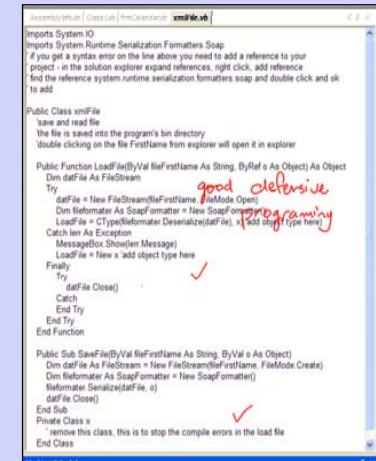 AssemblyInfo.vb | Class1.vb | frmCalendar.vb | xmlFile.vb
Imports System.IO
Imports System.Runtime.Serialization.Formatters.Soap
' if you get a syntax error on the line above you need to add a reference to your
' project - in the solution explorer expand references, right click, add reference
' find the reference system.runtime.serialization.formatters.soap and double click and ok
' to add
Public Class xmlFile
'save and read file
'the file is saved into the program's bin directory
'double clicking on the file FirstName from explorer will open it in explorer
Public Function LoadFile(ByVal fileFirstName As String, ByRef o As Object) As Object
Dim datFile As FileStream
Try
good defensive
datFile = New FileStream(fileFirstName, FileMode.Open)
Dim fileformater As SoapFormatter = New SoapFormatter()
programing
LoadFile = CType(fileformater.Deserialize(datFile), x) 'add object type here)
Catch lerr As Exception
MessageBox.Show(lerr.Message)
LoadFile = New x 'add object type here
Finally
Try
datFile.Close()
Catch
End Try
End Try
End Function
Public Sub SaveFile(ByVal fileFirstName As String, ByVal o As Object)
Dim datFile As FileStream = New FileStream(fileFirstName, FileMode.Create)
Dim fileformater As SoapFormatter = New SoapFormatter()
fileformater.Serialize(datFile, o)
datFile.Close()
End Sub
Private Class x
' remove this class, this is to stop the compile errors in the load file
End Class